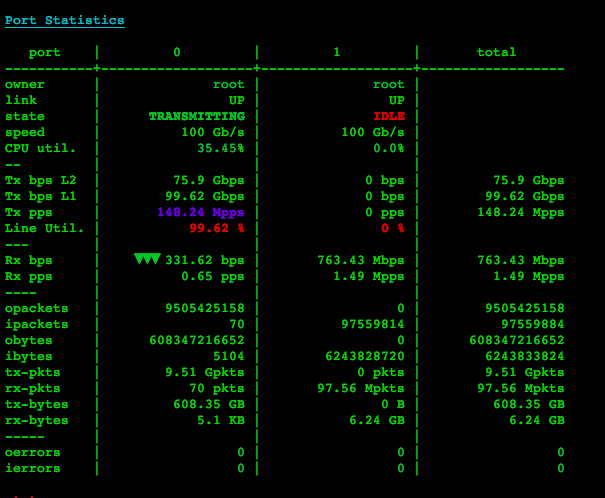 Port Statistics
port | 0 | 1 | total
-----------+-------------------+-------------------+------------------
owner | root | root |
link | UP | UP |
state | TRANSMITTING | IDLE |
speed | 100 Gb/s | 100 Gb/s |
CPU util. | 35.45% | 0.0% |
-- | | |
Tx bps L2 | 75.9 Gbps | 0 bps | 75.9 Gbps
Tx bps L1 | 99.62 Gbps | 0 bps | 99.62 Gbps
Tx pps | 148.24 Mpps | 0 pps | 148.24 Mpps
Line Util. | 99.62 % | 0 % |
--- | | |
Rx bps | ▼▼▼ 331.62 bps | 763.43 Mbps | 763.43 Mbps
Rx pps | 0.65 pps | 1.49 Mpps | 1.49 Mpps
---- | | |
opackets | 9505425158 | 0 | 9505425158
ipackets | 70 | 97559814 | 97559884
obytes | 608347216652 | 0 | 608347216652
ibytes | 5104 | 6243828720 | 6243833824
tx-pkts | 9.51 Gpkts | 0 pkts | 9.51 Gpkts
rx-pkts | 70 pkts | 97.56 Mpkts | 97.56 Mpkts
tx-bytes | 608.35 GB | 0 B | 608.35 GB
rx-bytes | 5.1 KB | 6.24 GB | 6.24 GB
----- | | |
oerrors | 0 | 0 | 0
ierrors | 0 | 0 | 0